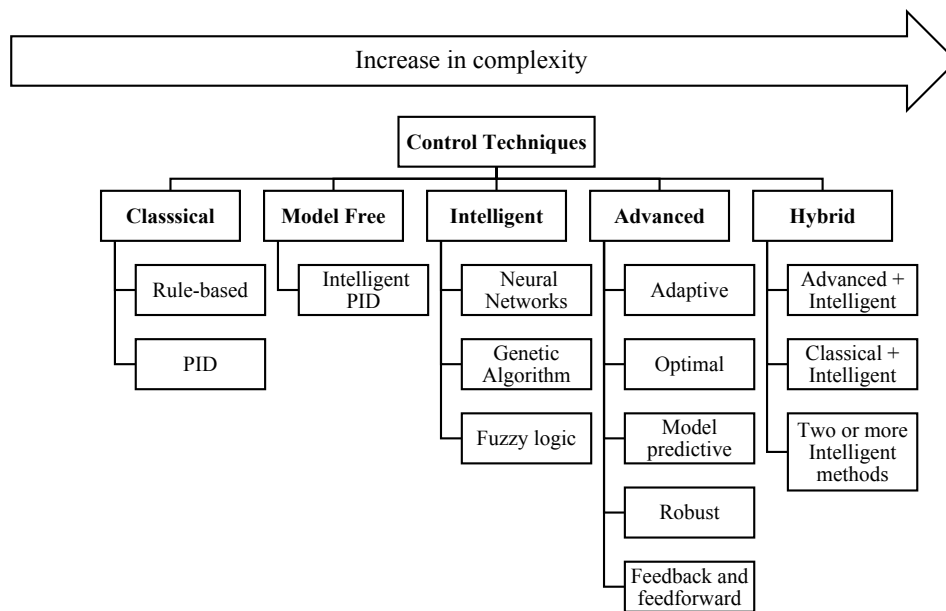 Increase in complexity
Control Techniques
Classsical
Model Free
Intelligent
Advanced
Hybrid
Rule-based
PID
Intelligent
PID
Neural
Networks
Genetic
Algorithm
Fuzzy logic
Adaptive
Optimal
Model
predictive
Robust
Feedback and
feedforward
Advanced +
Intelligent
Classical +
Intelligent
Two or more
Intelligent
methods